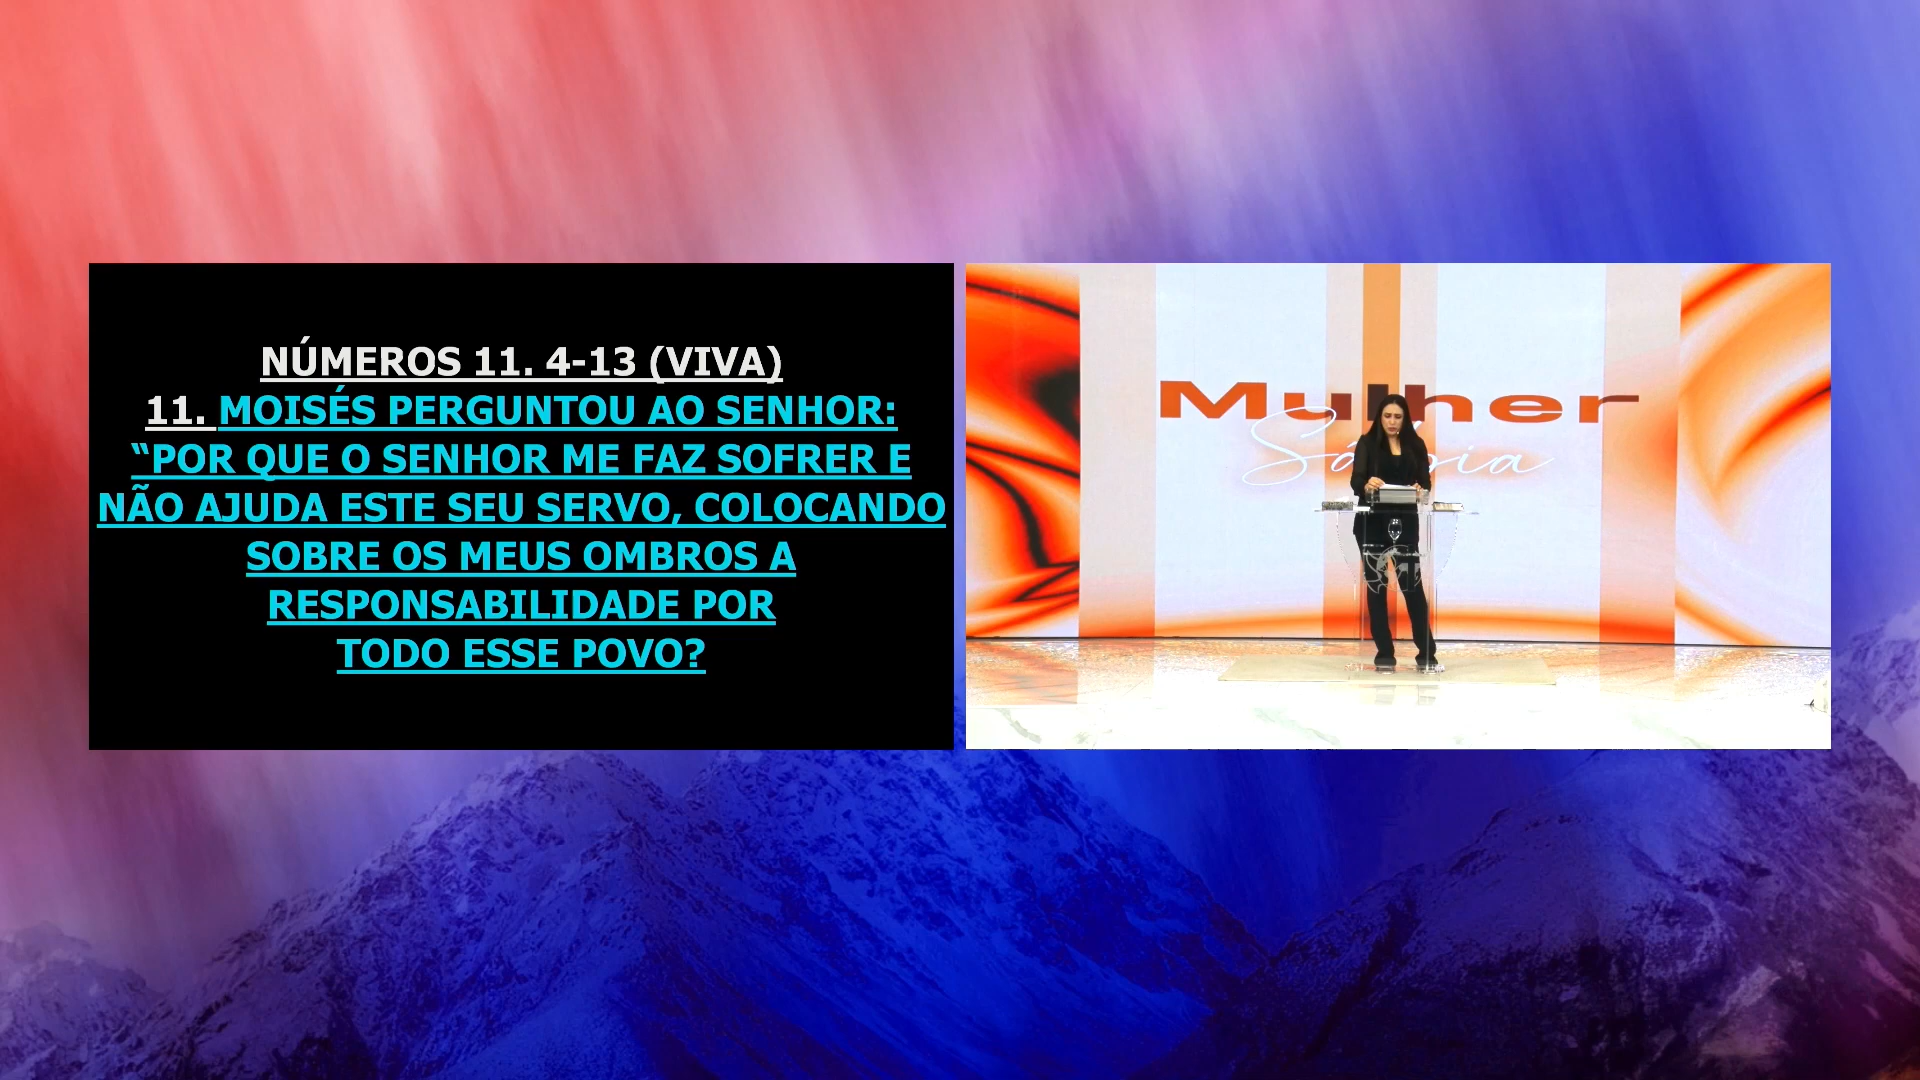 NÚMEROS 11. 4-13 (VIVA)
11. MOISÉS PERGUNTOU AO SENHOR:
“POR QUE O SENHOR ME FAZ SOFRER E
NÃO AJUDA ESTE SEU SERVO, COLOCANDO
SOBRE OS MEUS OMBROS A
RESPONSABILIDADE POR
TODO ESSE POVO?
Mulher
Sábia